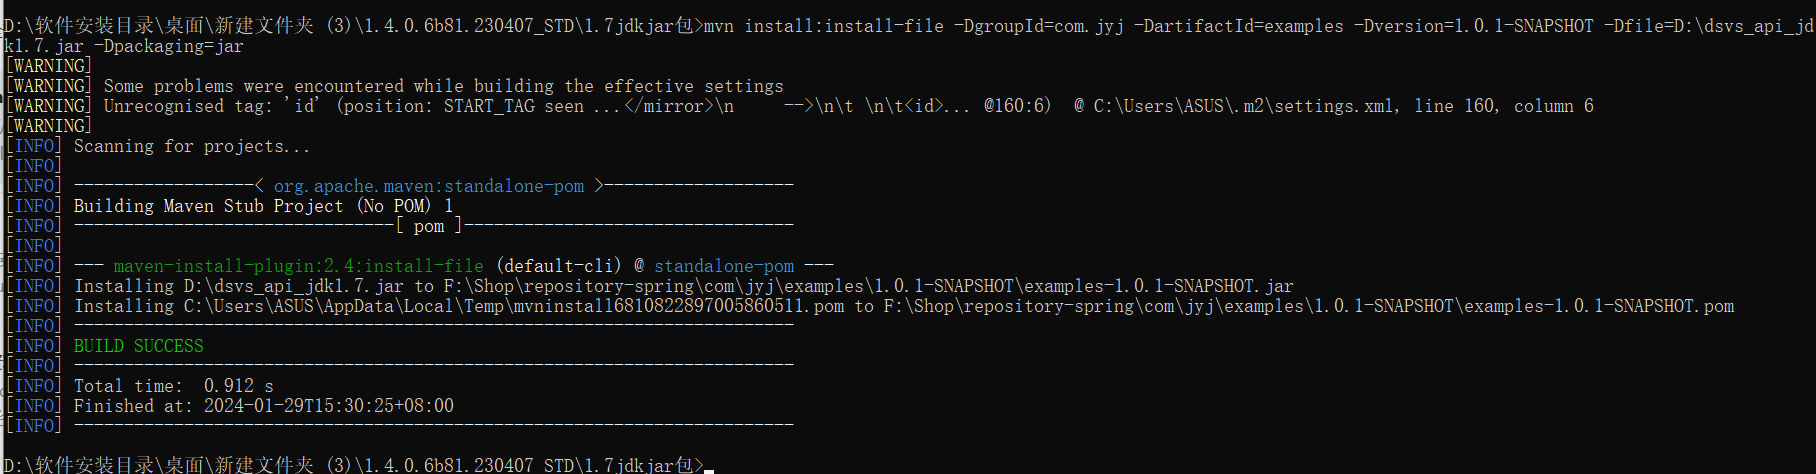 D:\软件安装目录\桌面\新建文件夹 (3)\1.4.0.6b81.230407_STD\1.7jdkjar包>mvn install:install-file -DgroupId=com.jyj -DartifactId=examples -Dversion=1.0.1-SNAPSHOT -Dfile=D:\dsvs_api_jd
k1.7.jar -Dpackaging=jar
[WARNING]
[WARNING] Some problems were encountered while building the effective settings
[WARNING] Unrecognised tag: 'id' (position: START_TAG seen ...</mirror>\n     -->\n\t \n\t<id>... @160:6)  @ C:\Users\ASUS\.m2\settings.xml, line 160, column 6
[WARNING]
[INFO] Scanning for projects...
[INFO]
[INFO] ------------------< org.apache.maven:standalone-pom >-------------------
[INFO] Building Maven Stub Project (No POM) 1
[INFO] --------------------------------[ pom ]---------------------------------
[INFO]
[INFO] --- maven-install-plugin:2.4:install-file (default-cli) @ standalone-pom ---
[INFO] Installing D:\dsvs_api_jdk1.7.jar to F:\Shop\repository-spring\com\jyj\examples\1.0.1-SNAPSHOT\examples-1.0.1-SNAPSHOT.jar
[INFO] Installing C:\Users\ASUS\AppData\Local\Temp\mvninstall6810822897005860511.pom to F:\Shop\repository-spring\com\jyj\examples\1.0.1-SNAPSHOT\examples-1.0.1-SNAPSHOT.pom
[INFO] ------------------------------------------------------------------------
[INFO] BUILD SUCCESS
[INFO] ------------------------------------------------------------------------
[INFO] Total time:  0.912 s
[INFO] Finished at: 2024-01-29T15:30:25+08:00
[INFO] ------------------------------------------------------------------------
D:\软件安装目录\桌面\新建文件夹 (3)\1.4.0.6b81.230407_STD\1.7jdkjar包>